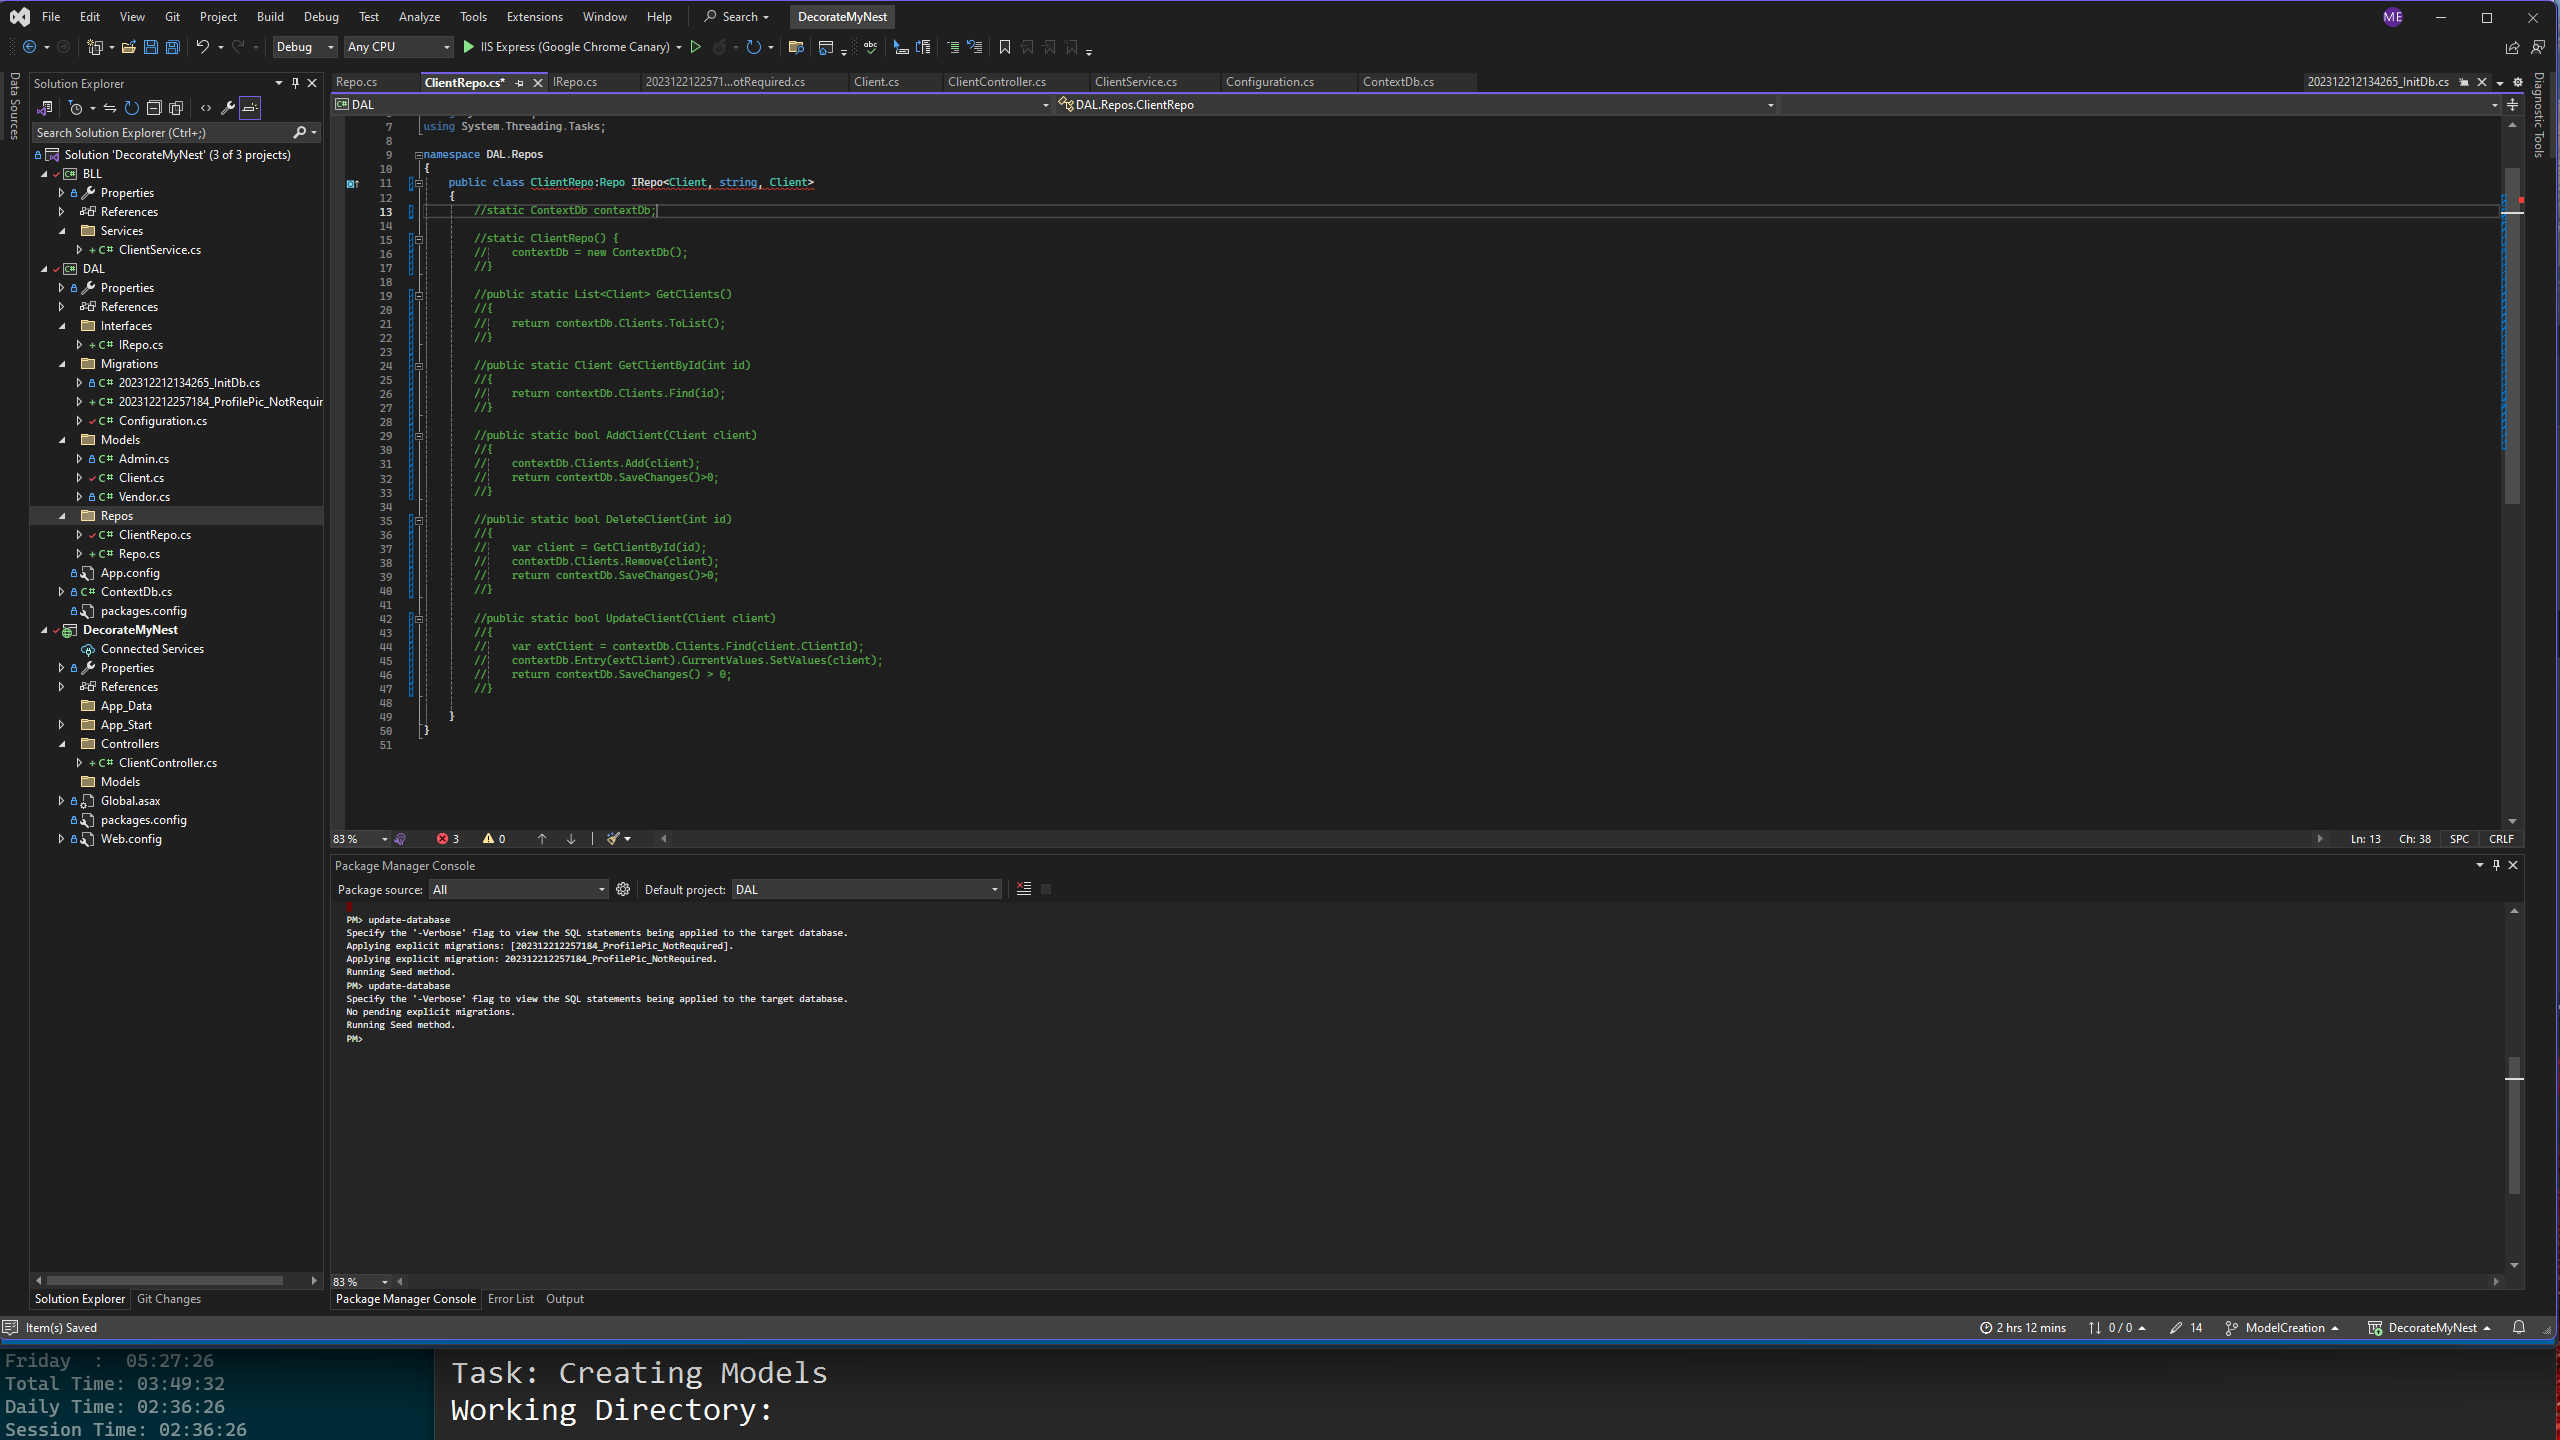 File Edit View Git Project Build Debug Test Analyze Tools Extensions Window Help Search DecorateMyNest ME
Debug Any CPU IIS Express (Google Chrome Canary)
Data Sources
Solution Explorer
Search Solution Explorer (Ctrl+;)
Solution 'DecorateMyNest' (3 of 3 projects)
BLL
Properties
References
Services
C# ClientService.cs
DAL
Properties
References
Interfaces
C# IRepo.cs
Migrations
C# 202312212134265_InitDb.cs
C# 202312212257184_ProfilePic_NotRequir
C# Configuration.cs
Models
C# Admin.cs
C# Client.cs
C# Vendor.cs
Repos
C# ClientRepo.cs
C# Repo.cs
App.config
C# ContextDb.cs
packages.config
DecorateMyNest
Connected Services
Properties
References
App_Data
App_Start
Controllers
C# ClientController.cs
Models
Global.asax
packages.config
Web.config
Solution Explorer Git Changes
Repo.cs ClientRepo.cs* IRepo.cs 2023122122571...otRequired.cs Client.cs ClientController.cs ClientService.cs Configuration.cs ContextDb.cs 202312212134265_InitDb.cs
Diagnostic Tools
C# DAL DAL.Repos.ClientRepo
7 using System.Threading.Tasks;
8
9 namespace DAL.Repos
10 {
11 public class ClientRepo:Repo IRepo<Client, string, Client>
12 {
13 //static ContextDb contextDb;
14
15 //static ClientRepo() {
16 // contextDb = new ContextDb();
17 //}
18
19 //public static List<Client> GetClients()
20 //{
21 // return contextDb.Clients.ToList();
22 //}
23
24 //public static Client GetClientById(int id)
25 //{
26 // return contextDb.Clients.Find(id);
27 //}
28
29 //public static bool AddClient(Client client)
30 //{
31 // contextDb.Clients.Add(client);
32 // return contextDb.SaveChanges()>0;
33 //}
34
35 //public static bool DeleteClient(int id)
36 //{
37 // var client = GetClientById(id);
38 // contextDb.Clients.Remove(client);
39 // return contextDb.SaveChanges()>0;
40 //}
41
42 //public static bool UpdateClient(Client client)
43 //{
44 // var extClient = contextDb.Clients.Find(client.ClientId);
45 // contextDb.Entry(extClient).CurrentValues.SetValues(client);
46 // return contextDb.SaveChanges() > 0;
47 //}
48
49 }
50 }
51
83 % 3 0 Ln: 13 Ch: 38 SPC CRLF
Package Manager Console
Package source: All Default project: DAL
PM> update-database
Specify the '-Verbose' flag to view the SQL statements being applied to the target database.
Applying explicit migrations: [202312212257184_ProfilePic_NotRequired].
Applying explicit migration: 202312212257184_ProfilePic_NotRequired.
Running Seed method.
PM> update-database
Specify the '-Verbose' flag to view the SQL statements being applied to the target database.
No pending explicit migrations.
Running Seed method.
PM>
83 %
Package Manager Console Error List Output
Item(s) Saved 2 hrs 12 mins 0 / 0 14 ModelCreation DecorateMyNest
Friday : 05:27:26
Total Time: 03:49:32
Daily Time: 02:36:26
Session Time: 02:36:26
Task: Creating Models
Working Directory: